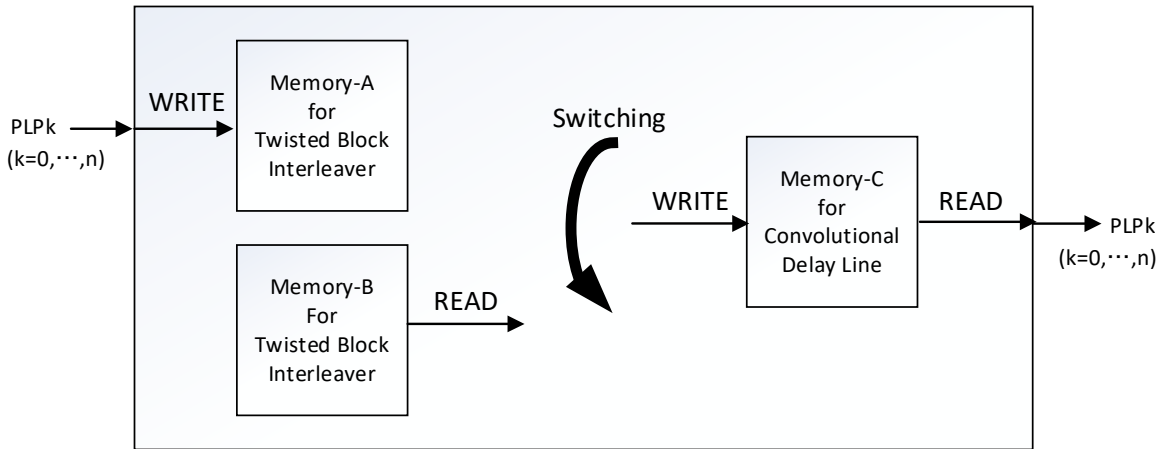 PLPk
(k=0,⋯,n)
WRITE
Memory-A
for
Twisted Block
Interleaver
Memory-B
For
Twisted Block
Interleaver
READ
Switching
WRITE
Memory-C
for
Convolutional
Delay Line
READ
PLPk
(k=0,⋯,n)